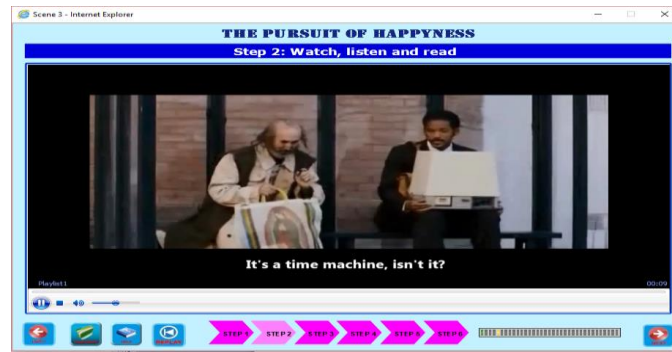 Scene 3 - Internet Explorer
THE PURSUIT OF HAPPYNESS
Step 2: Watch, listen and read
It's a time machine, isn't it?
Playlist1 00:09
REPLAY STEP 1 STEP 2 STEP 3 STEP 4 STEP 5 STEP 6